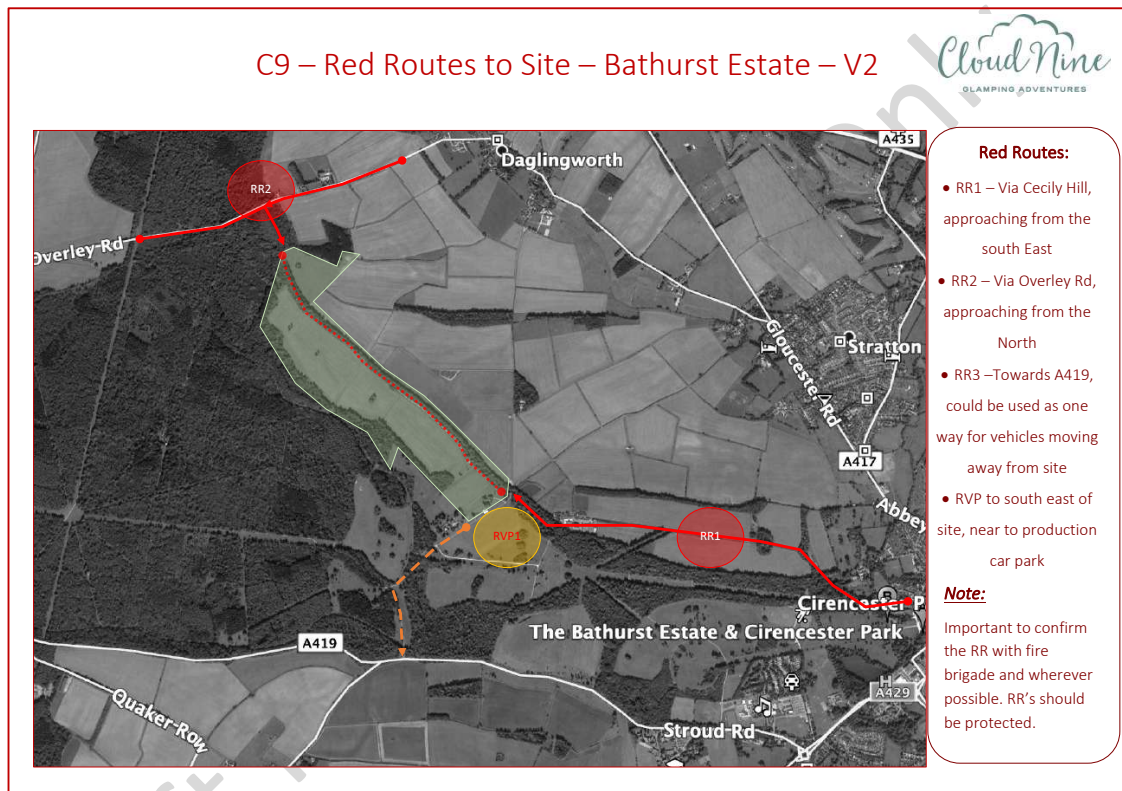 C9 – Red Routes to Site – Bathurst Estate – V2
Cloud Nine
GLAMPING ADVENTURES
A435
Daglingworth
RR2
Overley Rd
Gloucester Rd
Stratton
A417
Abbey
RVP1
RR1
Cirencester P
The Bathurst Estate & Cirencester Park
A419
H
A429
Quaker Row
Stroud Rd
H
Red Routes:
• RR1 – Via Cecily Hill,
approaching from the
south East
• RR2 – Via Overley Rd,
approaching from the
North
• RR3 –Towards A419,
could be used as one
way for vehicles moving
away from site
• RVP to south east of
site, near to production
car park
Note:
Important to confirm
the RR with fire
brigade and wherever
possible. RR's should
be protected.